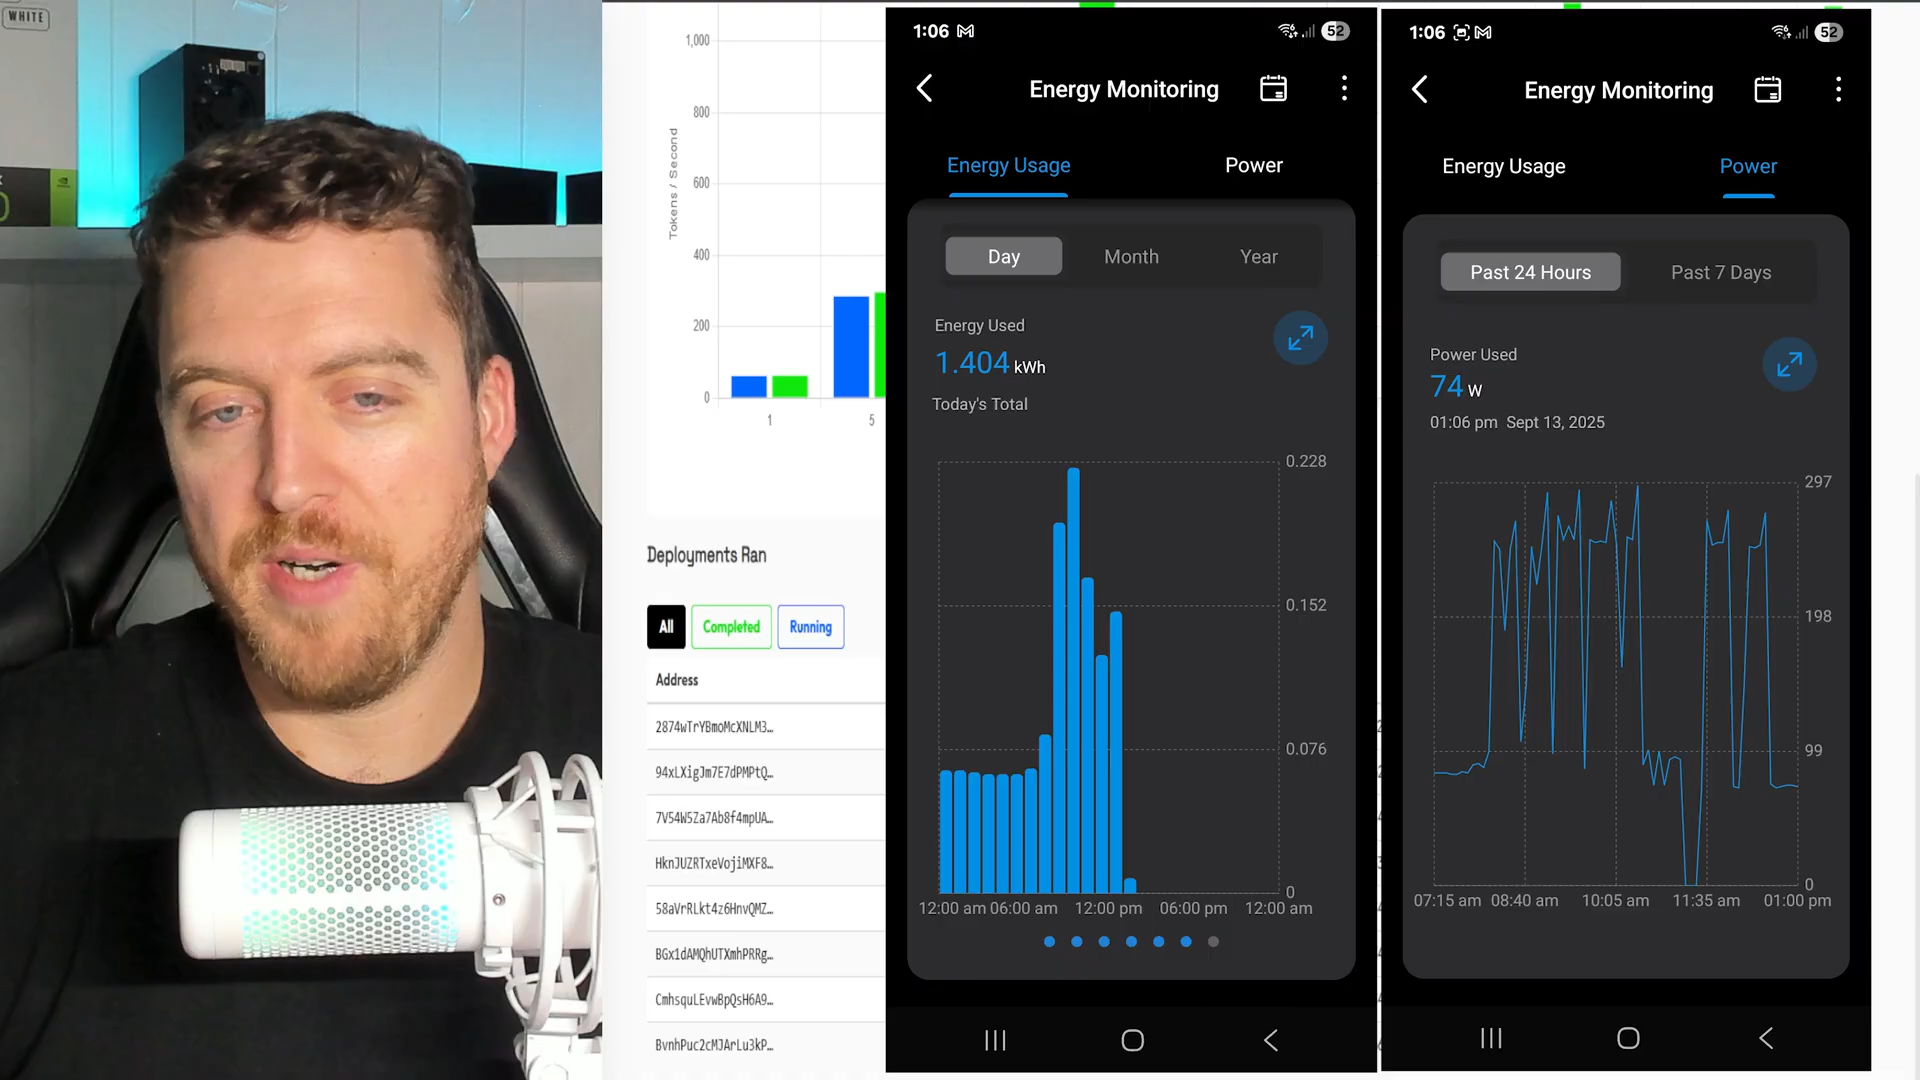 WHITE
1,000
800
600
400
200
0
Tokens / Second
1
5
Deployments Ran
All
Completed
Running
Address
2874wTrYBmoMcXNLM3...
94xLXigJm7E7dPMPtQ...
7V54W5Za7Ab8f4mpUA...
HknJUZRTxeVojiMXF8...
58aVrRLkt4z6HnvQMZ...
BGx1dAMQhUTXmhPRRg...
CmhsquLEvwBpQsH6A9...
BvnhPuc2cMJArLu3kP...
1:06
52
Energy Monitoring
Energy Usage
Power
Day
Month
Year
Energy Used
1.404 kWh
Today's Total
0.228
0.152
0.076
0
12:00 am 06:00 am 12:00 pm 06:00 pm 12:00 am
1:06
52
Energy Monitoring
Energy Usage
Power
Past 24 Hours
Past 7 Days
Power Used
74 W
01:06 pm Sept 13, 2025
297
198
99
0
07:15 am 08:40 am 10:05 am 11:35 am 01:00 pm